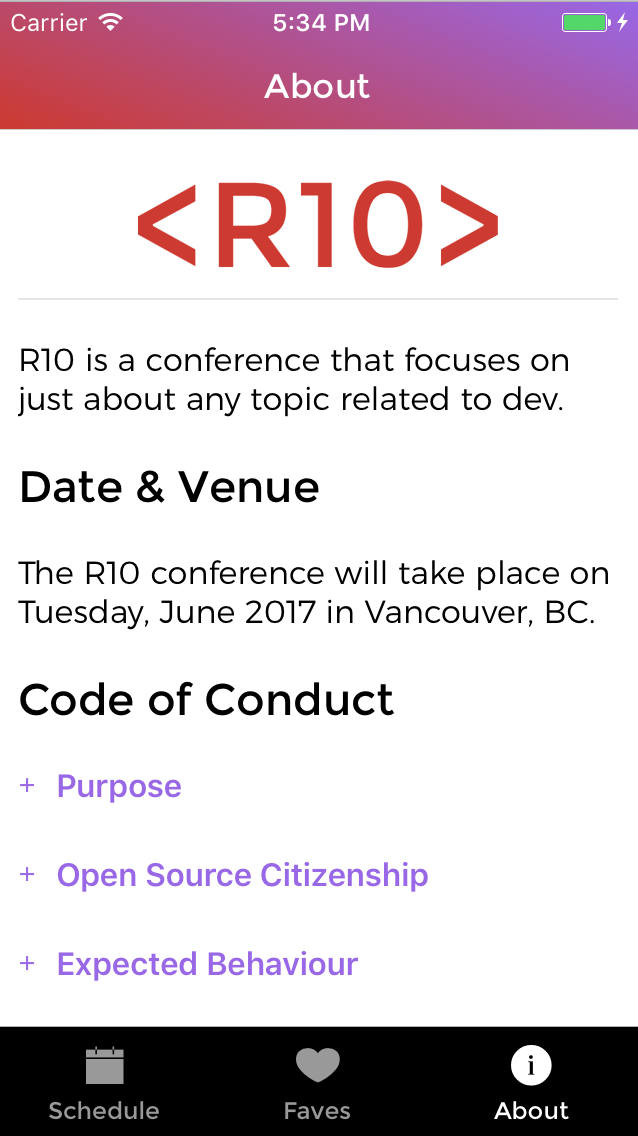 Carrier 5:34 PM
About
<R10>
R10 is a conference that focuses on
just about any topic related to dev.
Date & Venue
The R10 conference will take place on
Tuesday, June 2017 in Vancouver, BC.
Code of Conduct
+ Purpose
+ Open Source Citizenship
+ Expected Behaviour
i
Schedule Faves About